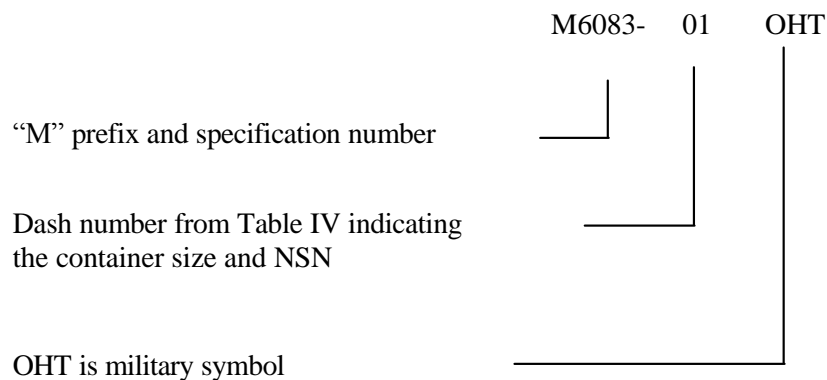 M6083- 01 OHT
“M” prefix and specification number
Dash number from Table IV indicating
the container size and NSN
OHT is military symbol